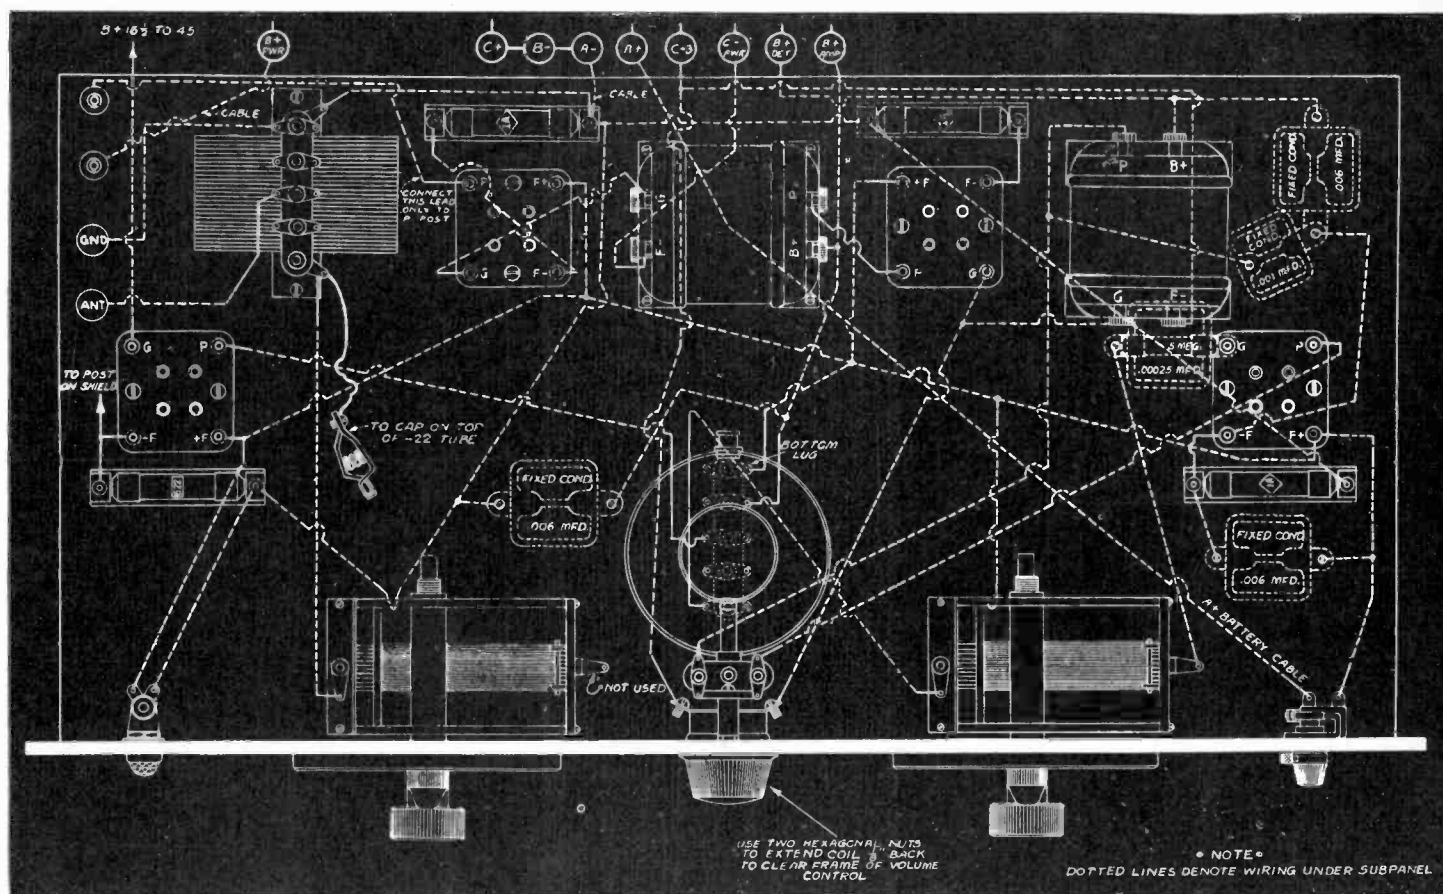 B+ 16½ TO 45
B+
PWR
C+
B-
A-
A+
C-3
C-
PWR
B+
DET
B+
AMP
CABLE
CABLE
CONNECT
THIS LEAD
ONLY TO
P POST
P
F+
G
F-
G
F-
P
B+
+F
F-
P
G
P
B+
G
F-
FIXED COND.
.006 MFD.
FIXED
COND.
.001 MFD.
GND
ANT
G
P
-F
+F
TO POST
ON SHIELD
TO CAP ON TOP
OF -22 TUBE
622
.5 MEG.
.00025 MFD.
G
P
-F
F+
BOTTOM
LUG
FIXED COND.
.006 MFD.
FIXED COND.
.006 MFD.
A+ BATTERY CABLE
NOT USED
USE TWO HEXAGONAL NUTS
TO EXTEND COIL BACK
TO CLEAR FRAME OF VOLUME
CONTROL
• NOTE •
DOTTED LINES DENOTE WIRING UNDER SUBPANEL